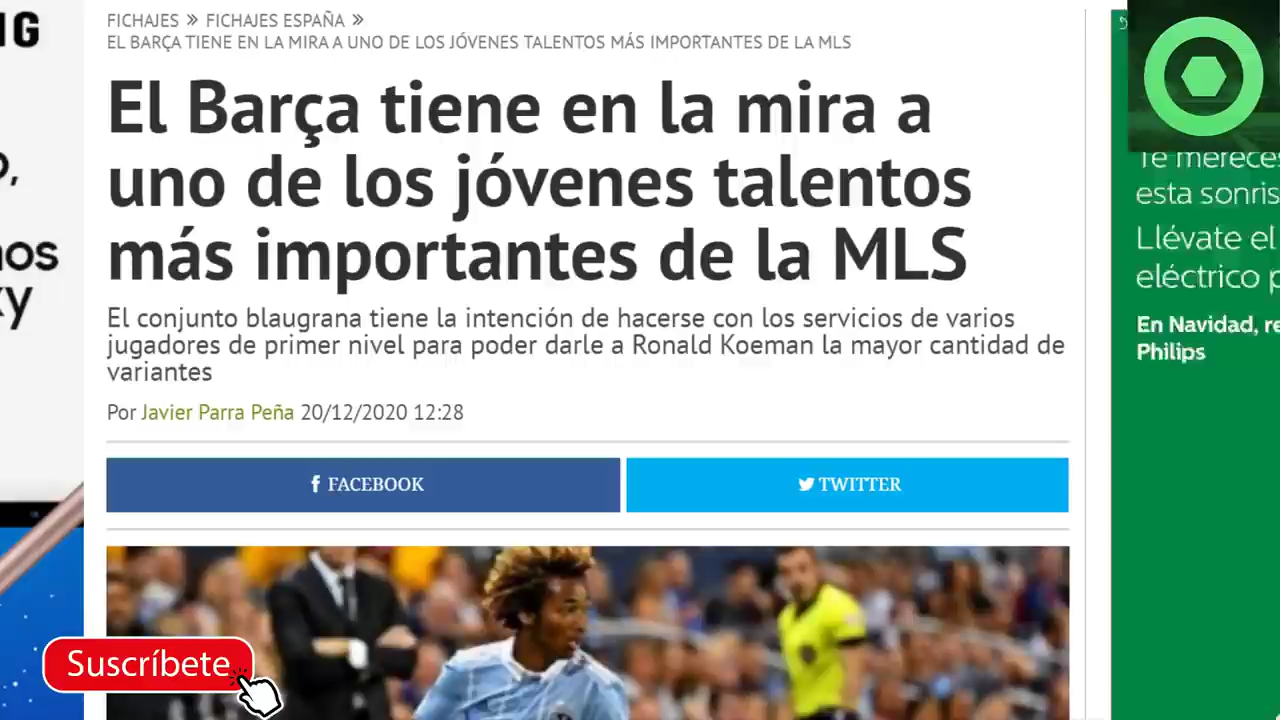 FICHAJES » FICHAJES ESPAÑA »
EL BARÇA TIENE EN LA MIRA A UNO DE LOS JÓVENES TALENTOS MÁS IMPORTANTES DE LA MLS
El Barça tiene en la mira a
uno de los jóvenes talentos
más importantes de la MLS
El conjunto blaugrana tiene la intención de hacerse con los servicios de varios
jugadores de primer nivel para poder darle a Ronald Koeman la mayor cantidad de
variantes
Por Javier Parra Peña 20/12/2020 12:28
FACEBOOK
TWITTER
Suscríbete
Te mereces
esta sonris
Llévate el
eléctrico p
En Navidad, re
Philips